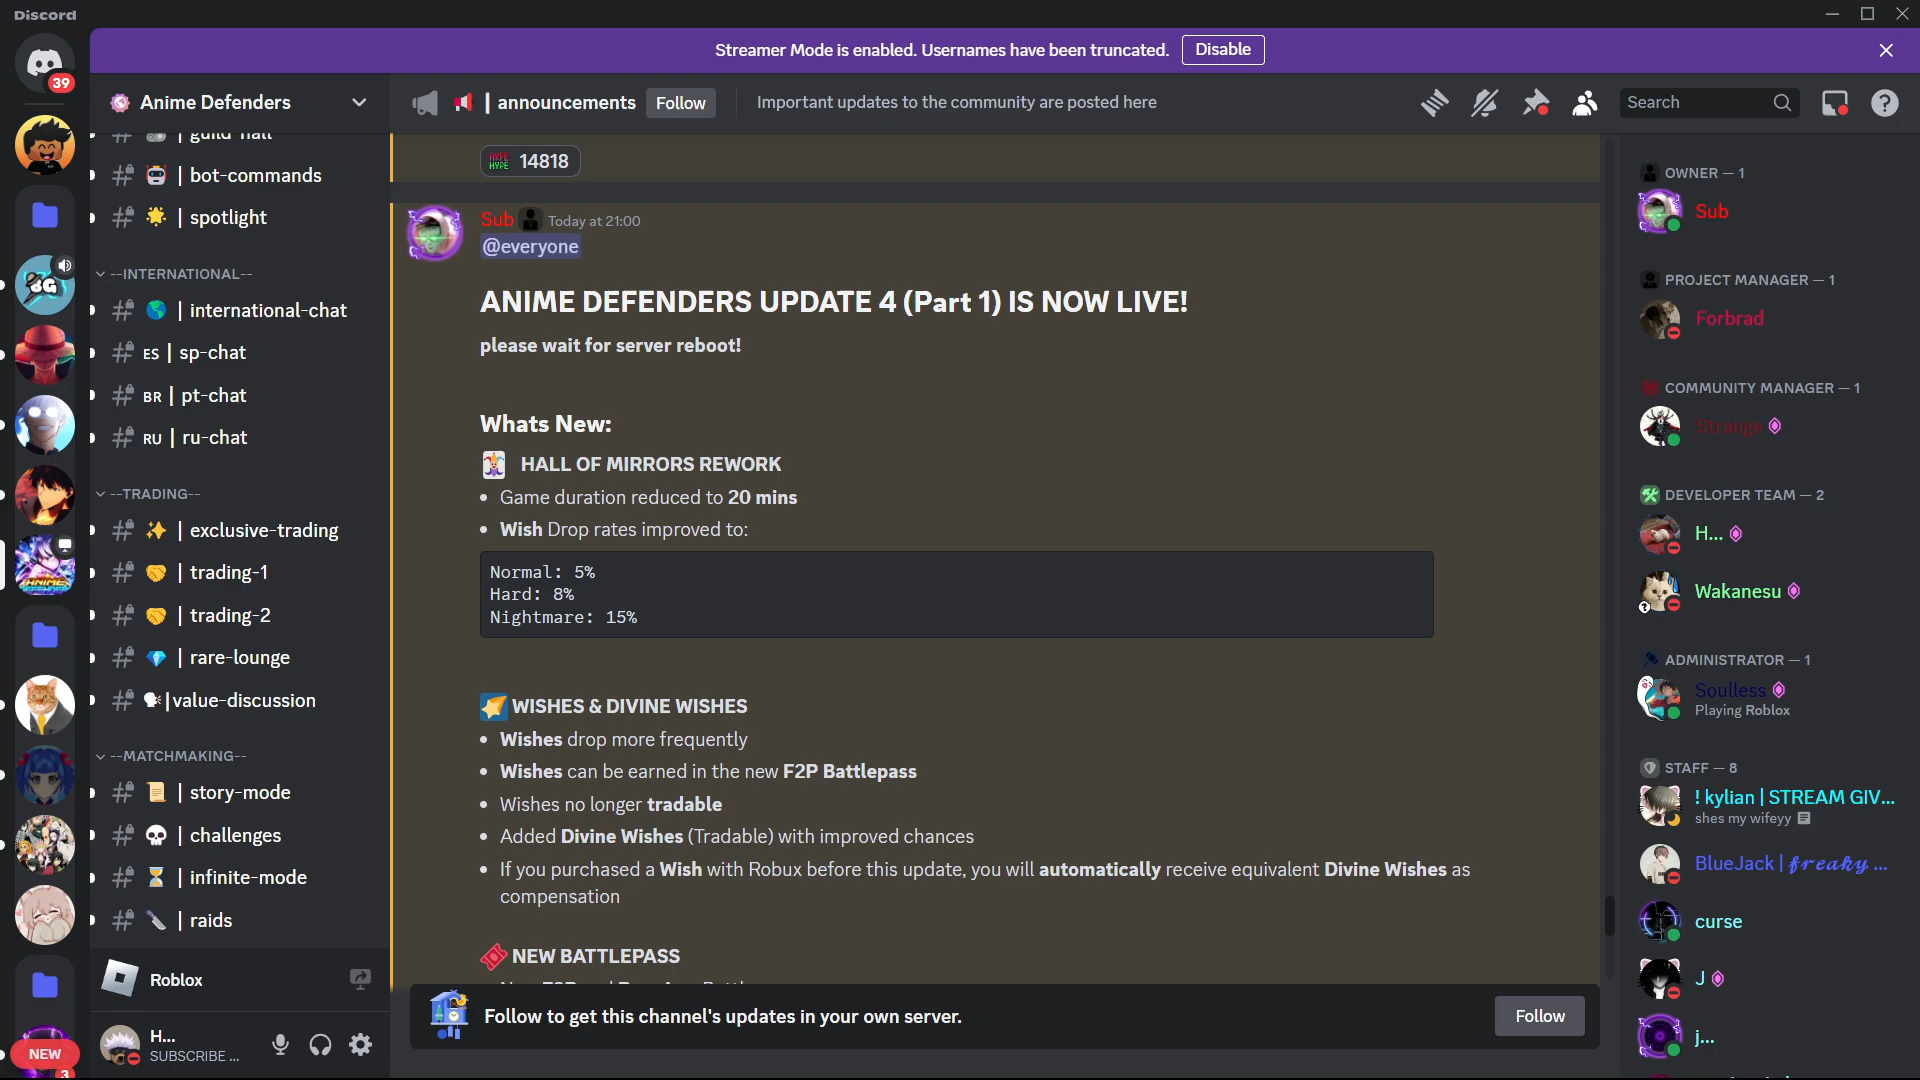 Discord
Streamer Mode is enabled. Usernames have been truncated. Disable
39
Anime Defenders
| announcements Follow Important updates to the community are posted here
Search
| guild-hall
| bot-commands
| spotlight
--INTERNATIONAL--
| international-chat
ES | sp-chat
BR | pt-chat
RU | ru-chat
--TRADING--
| exclusive-trading
| trading-1
| trading-2
| rare-lounge
|value-discussion
--MATCHMAKING--
| story-mode
| challenges
| infinite-mode
| raids
Roblox
H...
SUBSCRIBE ...
NEW
3
HYPE HYPE 14818
Sub Today at 21:00
@everyone
ANIME DEFENDERS UPDATE 4 (Part 1) IS NOW LIVE!
please wait for server reboot!
Whats New:
HALL OF MIRRORS REWORK
• Game duration reduced to 20 mins
• Wish Drop rates improved to:
Normal: 5%
Hard: 8%
Nightmare: 15%
WISHES & DIVINE WISHES
• Wishes drop more frequently
• Wishes can be earned in the new F2P Battlepass
• Wishes no longer tradable
• Added Divine Wishes (Tradable) with improved chances
• If you purchased a Wish with Robux before this update, you will automatically receive equivalent Divine Wishes as
compensation
NEW BATTLEPASS
Follow to get this channel's updates in your own server. Follow
OWNER — 1
Sub
PROJECT MANAGER — 1
Forbrad
COMMUNITY MANAGER — 1
Strange
DEVELOPER TEAM — 2
H...
Wakanesu
ADMINISTRATOR — 1
Soulless
Playing Roblox
STAFF — 8
! kylian | STREAM GIV...
shes my wifeyy
BlueJack | 𝓯𝓻𝓮𝓪𝓴𝔂 ...
curse
J
j...